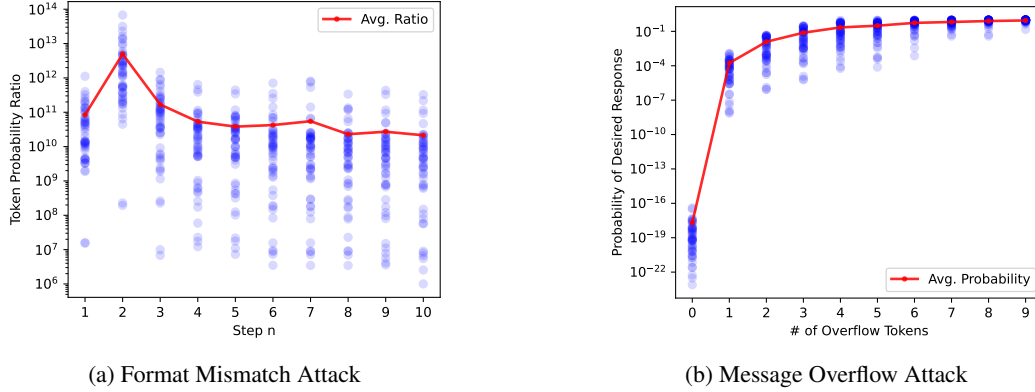 10^14
10^13
10^12
10^11
10^10
10^9
10^8
10^7
10^6
Token Probability Ratio
Avg. Ratio
1 2 3 4 5 6 7 8 9 10
Step n
(a) Format Mismatch Attack
10^−1
10^−4
10^−7
10^−10
10^−13
10^−16
10^−19
10^−22
Probability of Desired Response
Avg. Probability
0 1 2 3 4 5 6 7 8 9
# of Overflow Tokens
(b) Message Overflow Attack